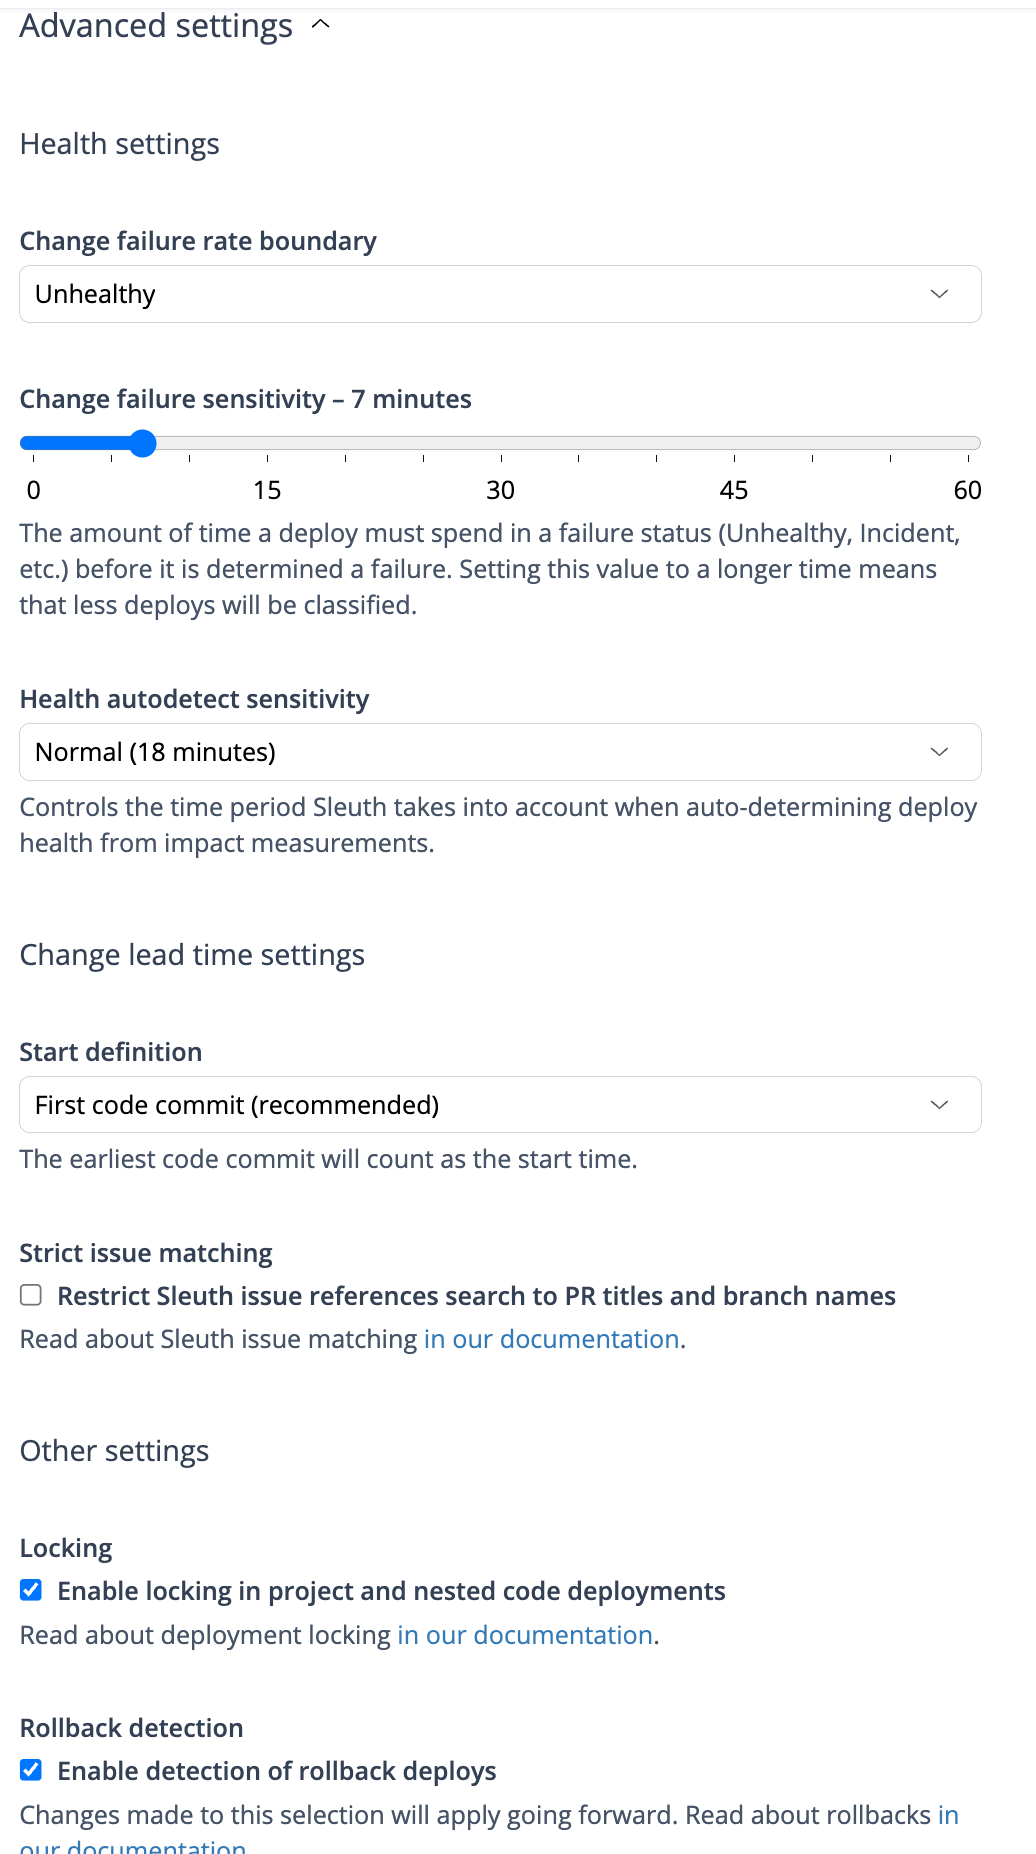 Advanced settings
Health settings
Change failure rate boundary
Unhealthy
Change failure sensitivity – 7 minutes
0 15 30 45 60
The amount of time a deploy must spend in a failure status (Unhealthy, Incident,
etc.) before it is determined a failure. Setting this value to a longer time means
that less deploys will be classified.
Health autodetect sensitivity
Normal (18 minutes)
Controls the time period Sleuth takes into account when auto-determining deploy
health from impact measurements.
Change lead time settings
Start definition
First code commit (recommended)
The earliest code commit will count as the start time.
Strict issue matching
Restrict Sleuth issue references search to PR titles and branch names
Read about Sleuth issue matching in our documentation.
Other settings
Locking
Enable locking in project and nested code deployments
Read about deployment locking in our documentation.
Rollback detection
Enable detection of rollback deploys
Changes made to this selection will apply going forward. Read about rollbacks in
our documentation